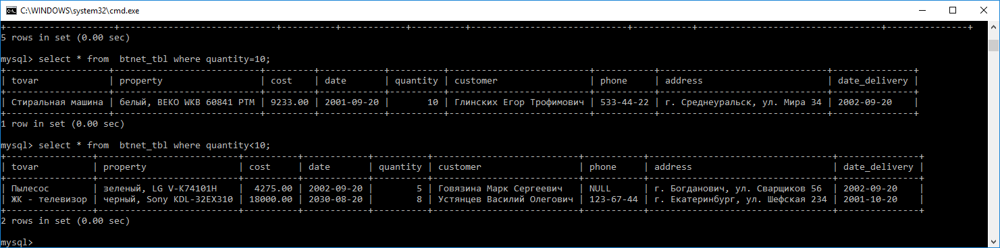 C:\WINDOWS\system32\cmd.exe
+--------------------+-----------------------------+----------+------------+----------+----------------------------+-----------+----------------------------------+---------------+
5 rows in set (0.00 sec)
mysql> select * from  btnet_tbl where quantity=10;
+-------------------+---------------------------+---------+------------+----------+--------------------------+-----------+------------------------------+---------------+
| tovar             | property                  | cost    | date       | quantity | customer                 | phone     | address                      | date_delivery |
+-------------------+---------------------------+---------+------------+----------+--------------------------+-----------+------------------------------+---------------+
| Стиральная машина | белый, BEKO WKB 60841 PTM | 9233.00 | 2001-09-20 |       10 | Глинских Егор Трофимович | 533-44-22 | г. Среднеуральск, ул. Мира 34 | 2002-09-20    |
+-------------------+---------------------------+---------+------------+----------+--------------------------+-----------+------------------------------+---------------+
1 row in set (0.00 sec)
mysql> select * from  btnet_tbl where quantity<10;
+----------------+--------------------------+----------+------------+----------+---------------------------+-----------+---------------------------------+---------------+
| tovar          | property                 | cost     | date       | quantity | customer                  | phone     | address                         | date_delivery |
+----------------+--------------------------+----------+------------+----------+---------------------------+-----------+---------------------------------+---------------+
| Пылесос        | зеленый, LG V-K74101H    |  4275.00 | 2002-09-20 |        5 | Говязина Марк Сергеевич   | NULL      | г. Богданович, ул. Сварщиков 56 | 2002-09-20    |
| ЖК - телевизор | черный, Sony KDL-32EX310 | 18000.00 | 2030-08-20 |        8 | Устянцев Василий Олегович | 123-67-44 | г. Екатеринбург, ул. Шефская 234 | 2001-10-20    |
+----------------+--------------------------+----------+------------+----------+---------------------------+-----------+---------------------------------+---------------+
2 rows in set (0.00 sec)
mysql>